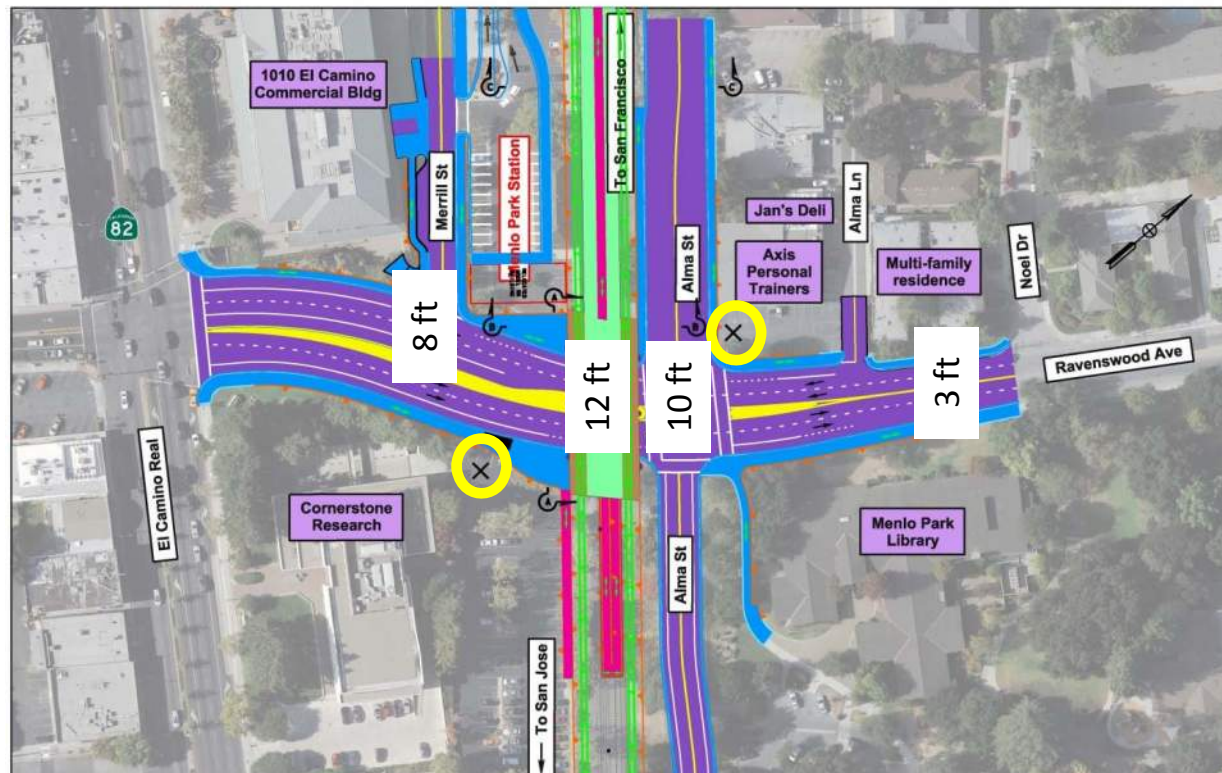 1010 El Camino
Commercial Bldg
82
Merrill St
Menlo Park Station
To San Francisco
C
C
Alma St
Jan's Deli
Axis
Personal
Trainers
Alma Ln
Multi-family
residence
Noel Dr
Ravenswood Ave
A
B
B
8 ft
12 ft
10 ft
3 ft
El Camino Real
Cornerstone
Research
A
To San Jose
Alma St
Menlo Park
Library